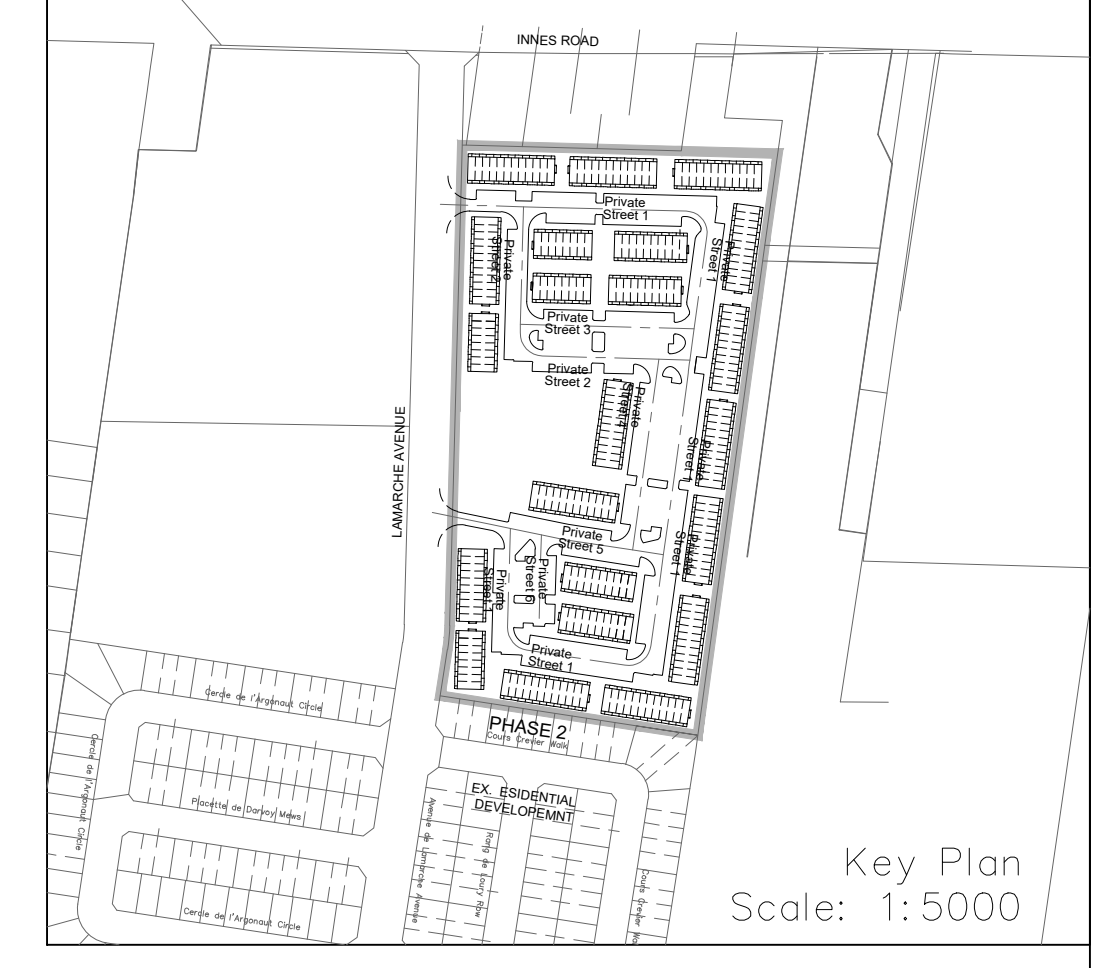 INNES ROAD
Private
Street 1
Private
Street 2
Private
Street 1
Private
Street 3
Private
Street 2
Private
Street 4
LAMARCHE AVENUE
Private
Street 1
Private
Street 5
Private
Street 1
Private
Street 6
Private
Street 1
Private
Street 1
Cercle de l'Argonaut Circle
PHASE 2
Cours Crevier Walk
Cercle de l'Argonaut Circle
EX. ESIDENTIAL
DEVELOPEMNT
Placette de Darvoy Mews
Avenue de Lamarche Avenue
Rang de Loury Row
Cours Crevier Wal
Key Plan
Scale: 1:5000
Cercle de l'Argonaut Circle